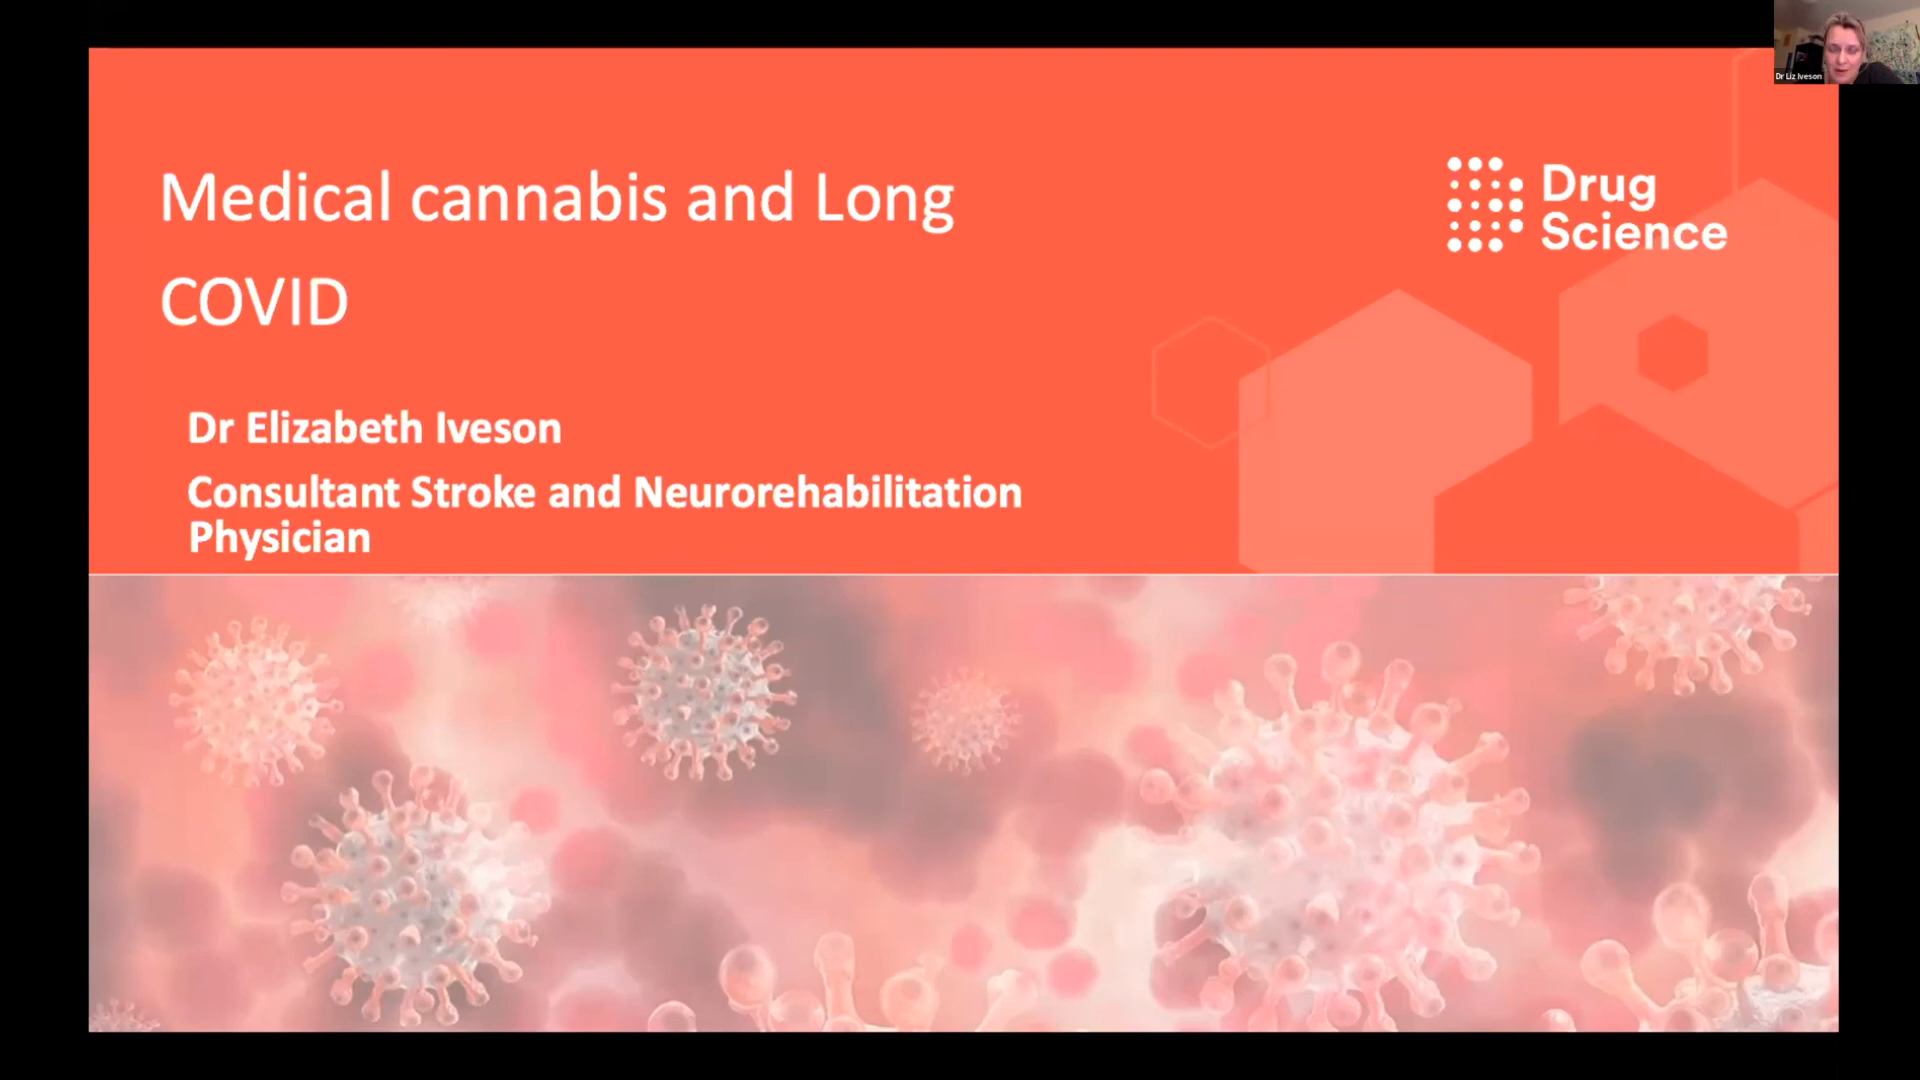 Dr Liz Iveson
Medical cannabis and Long
COVID
Drug
Science
Dr Elizabeth Iveson
Consultant Stroke and Neurorehabilitation
Physician